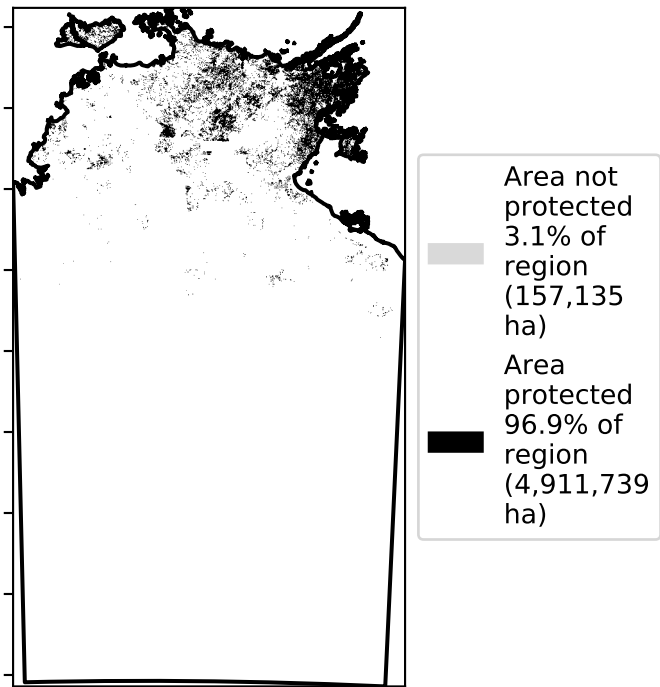 Area not
protected
3.1% of
region
(157,135
ha)
Area
protected
96.9% of
region
(4,911,739
ha)